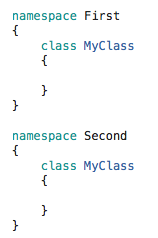 namespace First
{
    class MyClass
    {

    }
}

namespace Second
{
    class MyClass
    {

    }
}